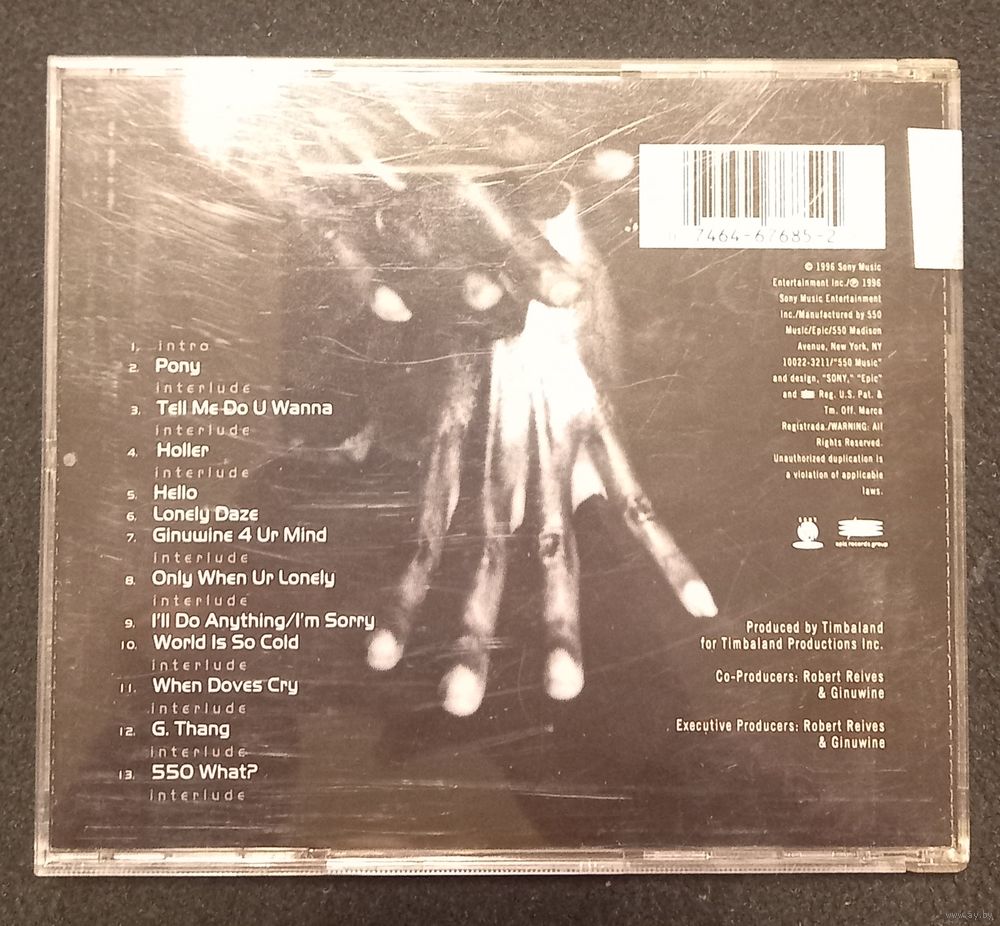 1. intro
2. Pony
interlude
3. Tell Me Do U Wanna
interlude
4. Holler
interlude
5. Hello
6. Lonely Daze
7. Ginuwine 4 Ur Mind
interlude
8. Only When Ur Lonely
interlude
9. I'll Do Anything/I'm Sorry
10. World Is So Cold
interlude
11. When Doves Cry
interlude
12. G. Thang
interlude
13. 550 What?
interlude
7464-67685-2
© 1996 Sony Music
Entertainment Inc./℗ 1996
Sony Music Entertainment
Inc./Manufactured by 550
Music/Epic/550 Madison
Avenue, New York, NY
10022-3211/"550 Music"
and design, "SONY," "Epic"
and Reg. U.S. Pat. &
Tm. Off. Marca
Registrada./WARNING: All
Rights Reserved.
Unauthorized duplication is
a violation of applicable
laws.
epic records group
Produced by Timbaland
for Timbaland Productions Inc.
Co-Producers: Robert Reives
& Ginuwine
Executive Producers: Robert Reives
& Ginuwine
www.ay.by